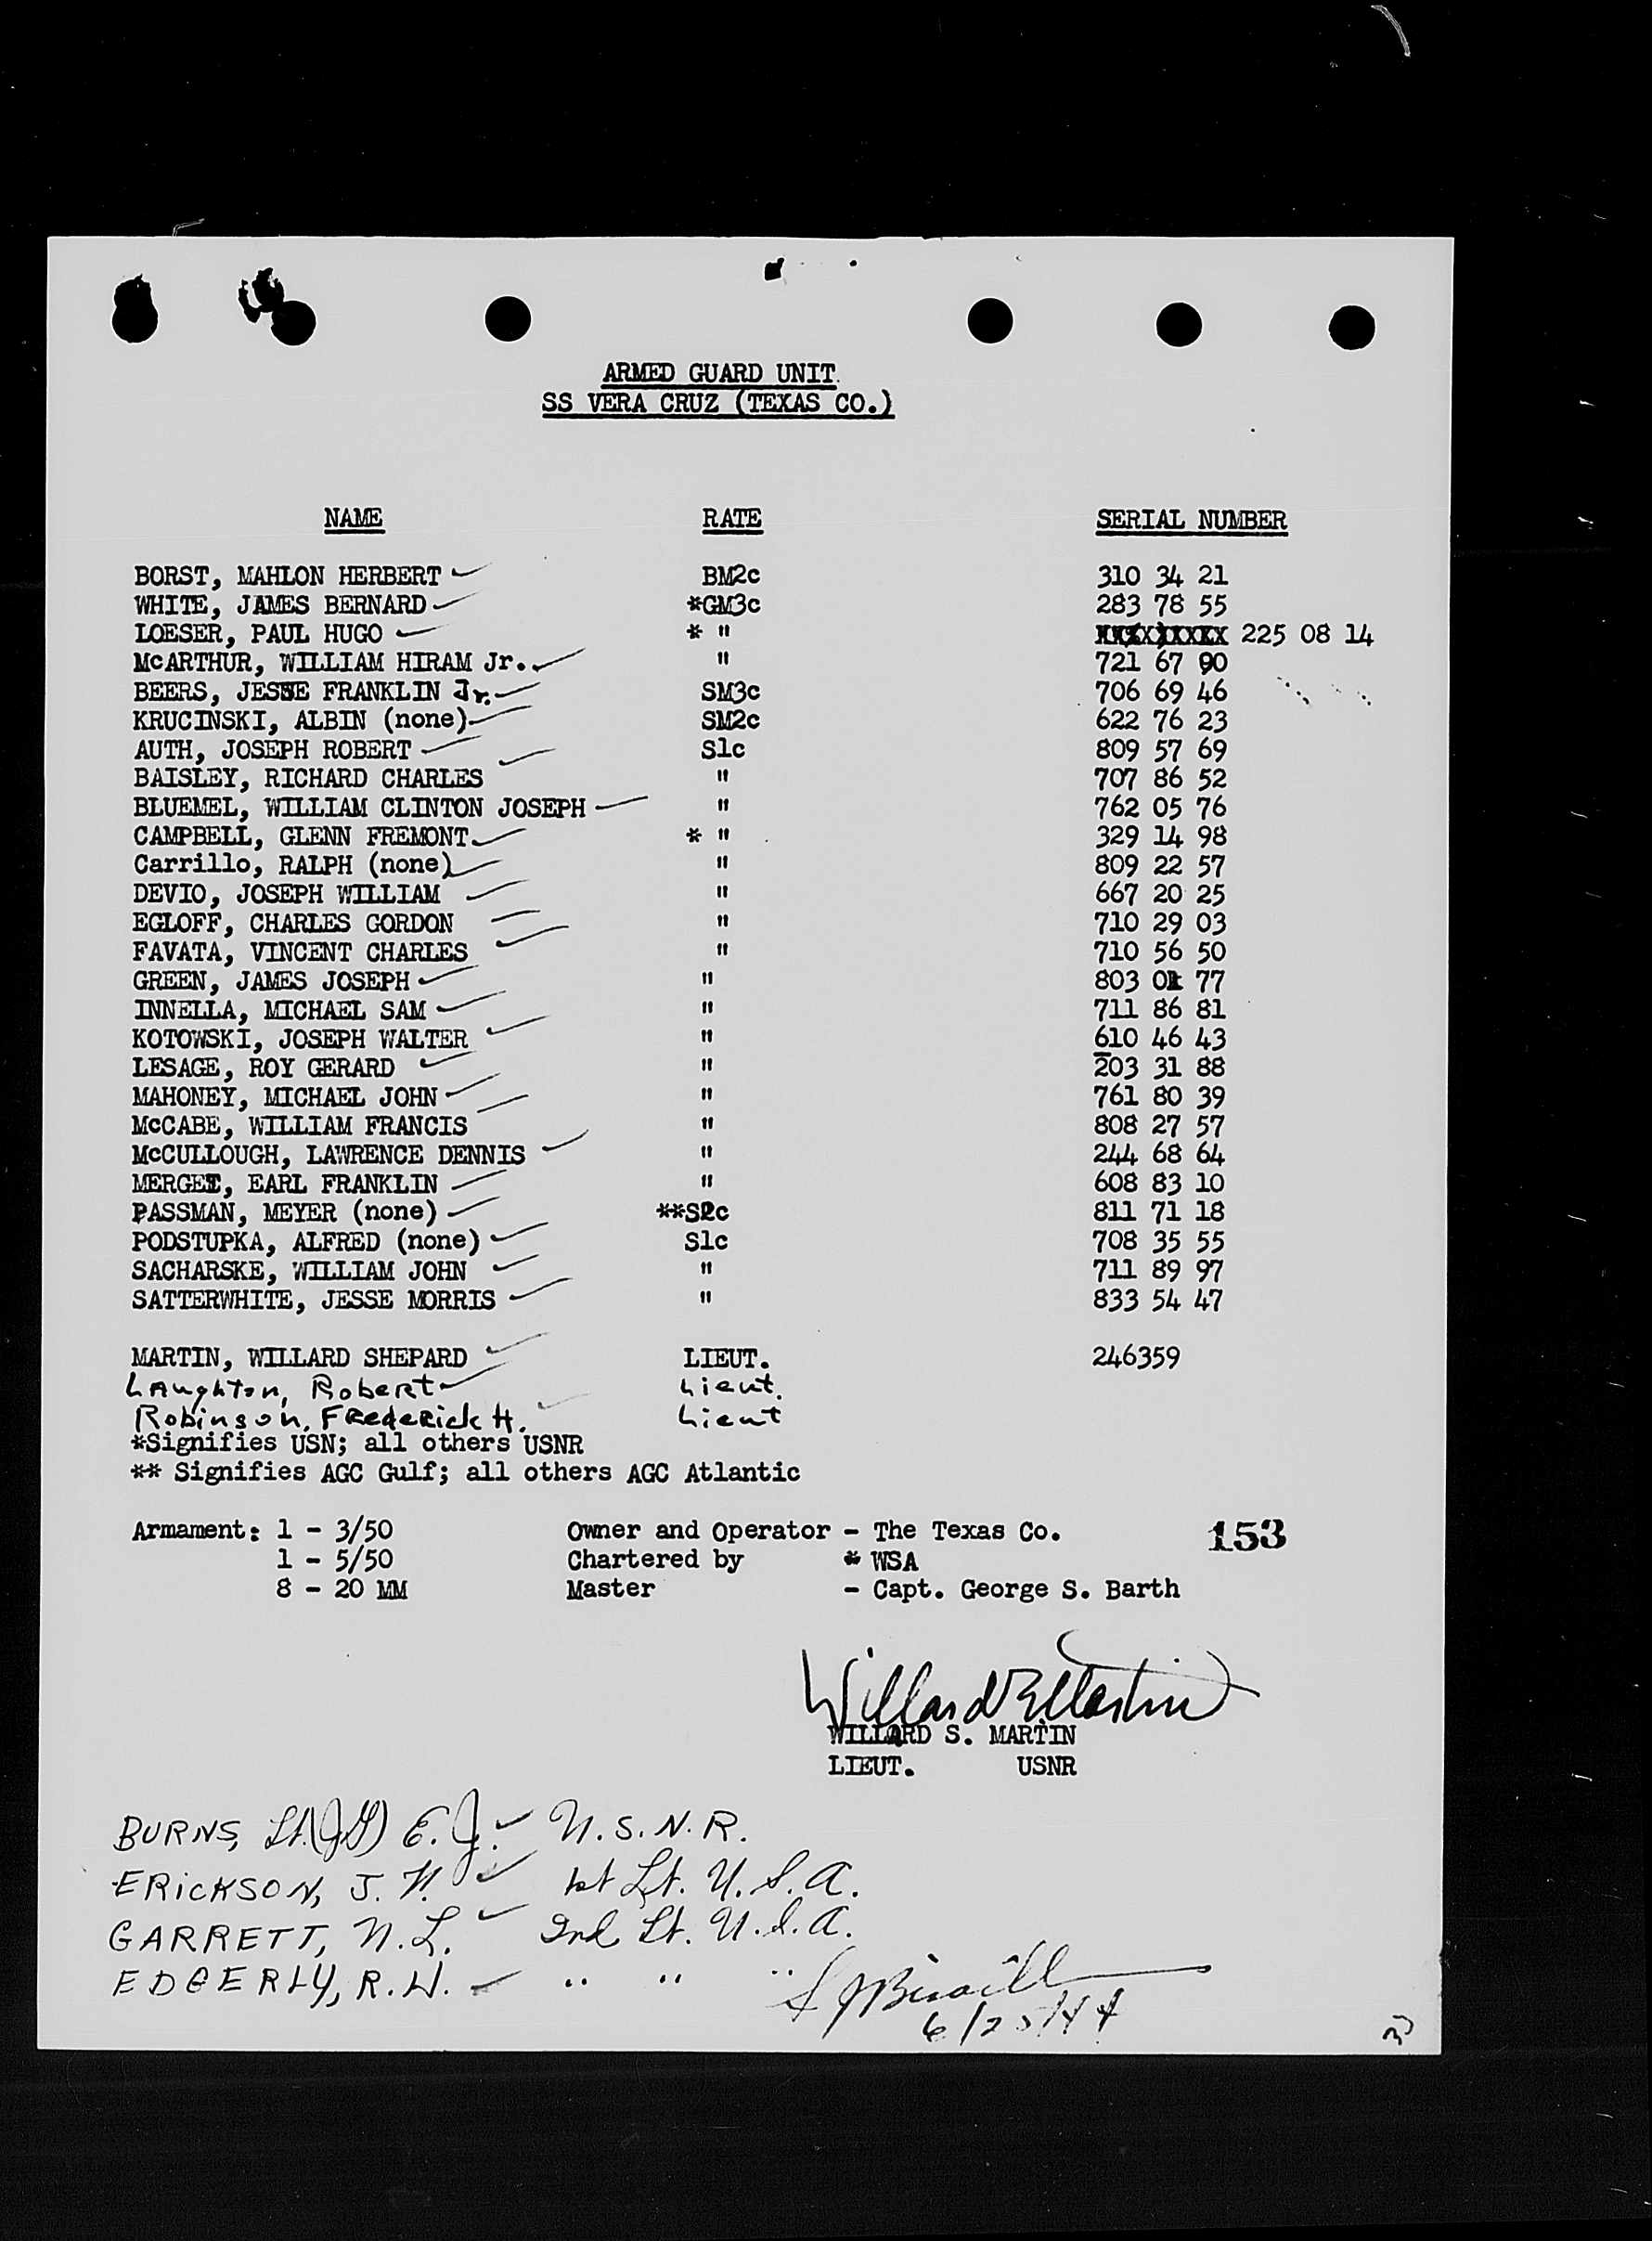 ARMED GUARD UNIT.
SS VERA CRUZ (TEXAS CO.)
NAME RATE SERIAL NUMBER
BORST, MAHLON HERBERT BM2c 310 34 21
WHITE, JAMES BERNARD *GM3c 283 78 55
LOESER, PAUL HUGO * " 225 08 14
McARTHUR, WILLIAM HIRAM Jr. " 721 67 90
BEERS, JESSE FRANKLIN Jr. SM3c 706 69 46
KRUCINSKI, ALBIN (none) SM2c 622 76 23
AUTH, JOSEPH ROBERT S1c 809 57 69
BAISLEY, RICHARD CHARLES " 707 86 52
BLUEMEL, WILLIAM CLINTON JOSEPH " 762 05 76
CAMPBELL, GLENN FREMONT * " 329 14 98
Carrillo, RALPH (none) " 809 22 57
DEVIO, JOSEPH WILLIAM " 667 20 25
EGLOFF, CHARLES GORDON " 710 29 03
FAVATA, VINCENT CHARLES " 710 56 50
GREEN, JAMES JOSEPH " 803 77
INNELLA, MICHAEL SAM " 711 86 81
KOTOWSKI, JOSEPH WALTER " 610 46 43
LESAGE, ROY GERARD " 203 31 88
MAHONEY, MICHAEL JOHN " 761 80 39
McCABE, WILLIAM FRANCIS " 808 27 57
McCULLOUGH, LAWRENCE DENNIS " 244 68 64
EARL FRANKLIN " 608 83 10
PASSMAN, MEYER (none) **S2c 811 71 18
PODSTUPKA, ALFRED (none) S1c 708 35 55
SACHARSKE, WILLIAM JOHN " 711 89 97
SATTERWHITE, JESSE MORRIS " 833 54 47
MARTIN, WILLARD SHEPARD LIEUT. 246359
Laughton, Robert Lieut.
Robinson, Frederick H. Lieut
*Signifies USN; all others USNR
** Signifies AGC Gulf; all others AGC Atlantic
Armament: 1 - 3/50 Owner and Operator - The Texas Co. 153
1 - 5/50 Chartered by * WSA
8 - 20 MM Master - Capt. George S. Barth
Willard S Martin
WILLARD S. MARTIN
LIEUT. USNR
BURNS, Lt.(JG) E. J. U.S.N.R.
ERICKSON, J. N. 1st Lt. U.S.A.
GARRETT, N.L. 2nd Lt. U.S.A.
EDGERLY, R.W. " " "
6/25/44